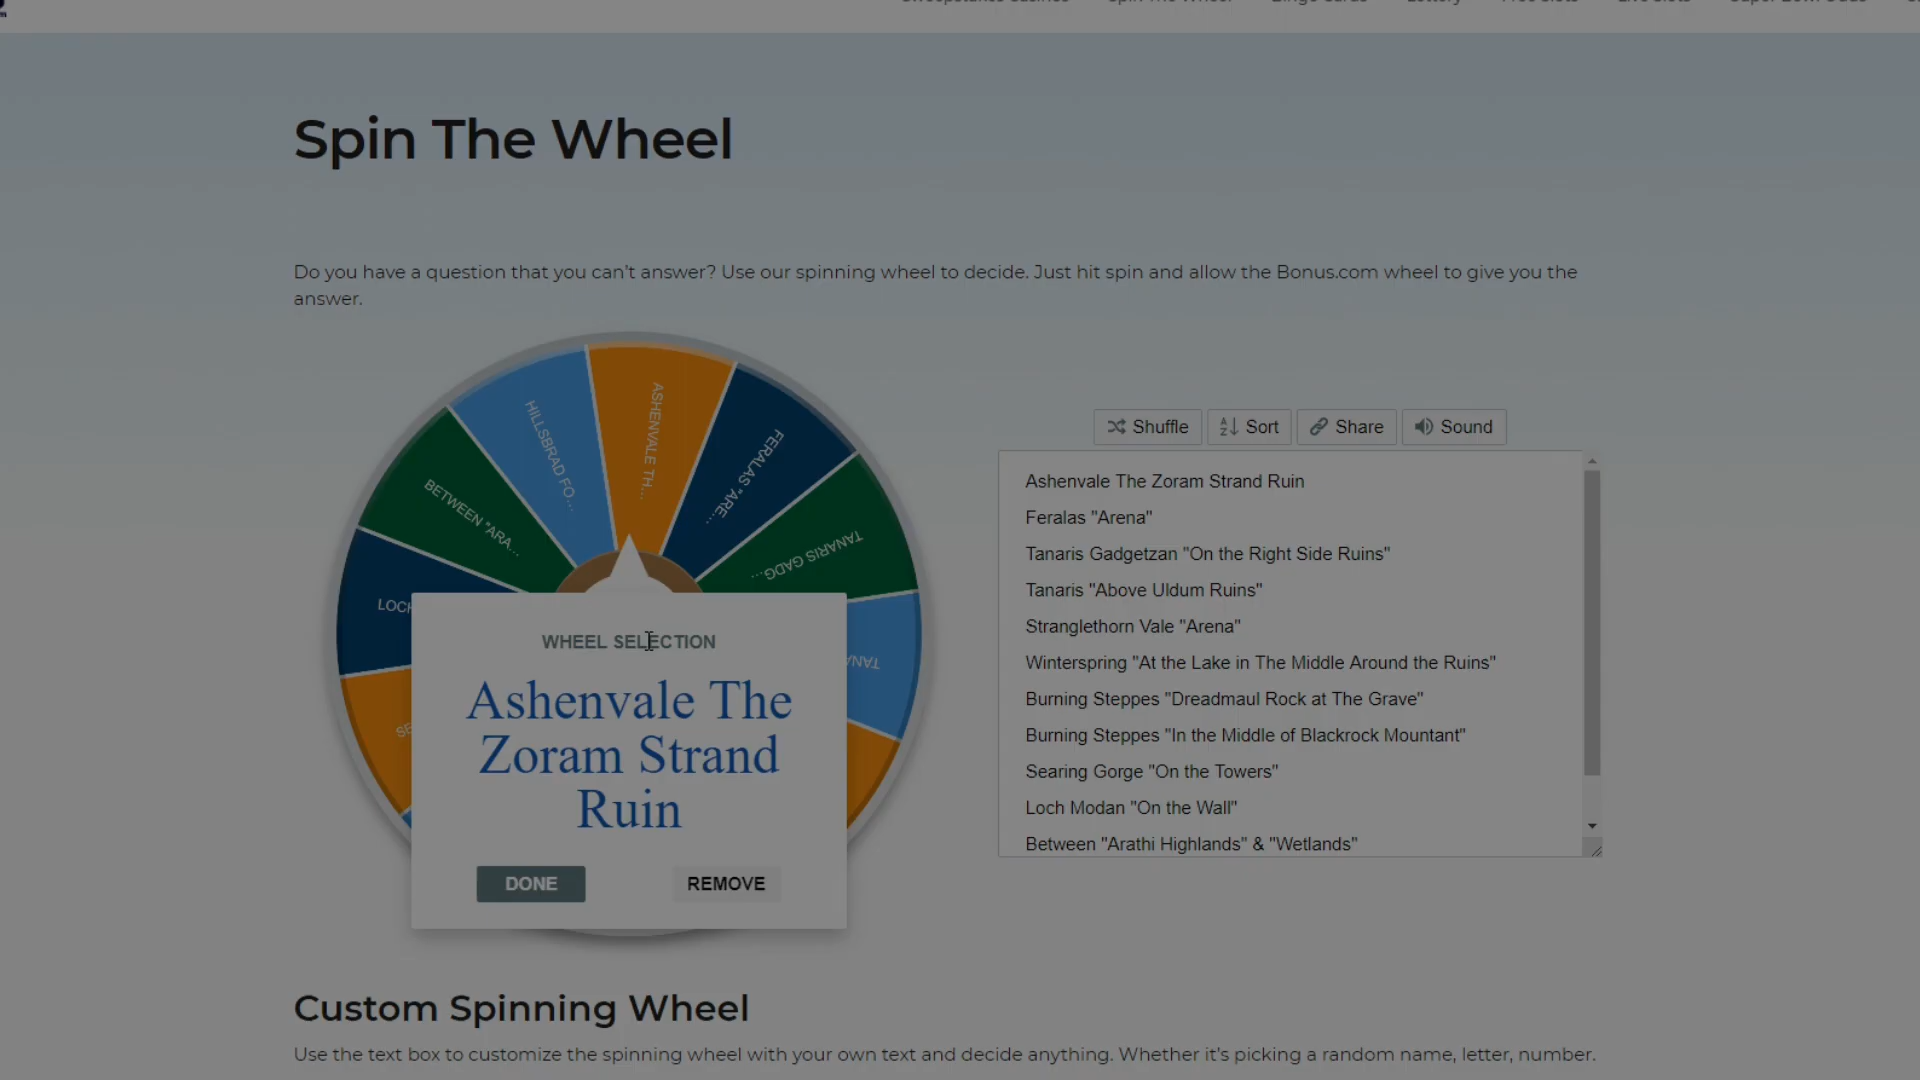 Spin The Wheel
Do you have a question that you can't answer? Use our spinning wheel to decide. Just hit spin and allow the Bonus.com wheel to give you the
answer.
HILLSBRAD FO...
ASHENVALE TH...
FERALAS "ARE...
BETWEEN "ARA...
TANARIS GADG...
LOCH
TANA
SE
WHEEL SELECTION
Ashenvale The
Zoram Strand
Ruin
DONE
REMOVE
Shuffle
Sort
Share
Sound
Ashenvale The Zoram Strand Ruin
Feralas "Arena"
Tanaris Gadgetzan "On the Right Side Ruins"
Tanaris "Above Uldum Ruins"
Stranglethorn Vale "Arena"
Winterspring "At the Lake in The Middle Around the Ruins"
Burning Steppes "Dreadmaul Rock at The Grave"
Burning Steppes "In the Middle of Blackrock Mountant"
Searing Gorge "On the Towers"
Loch Modan "On the Wall"
Between "Arathi Highlands" & "Wetlands"
Custom Spinning Wheel
Use the text box to customize the spinning wheel with your own text and decide anything. Whether it's picking a random name, letter, number.